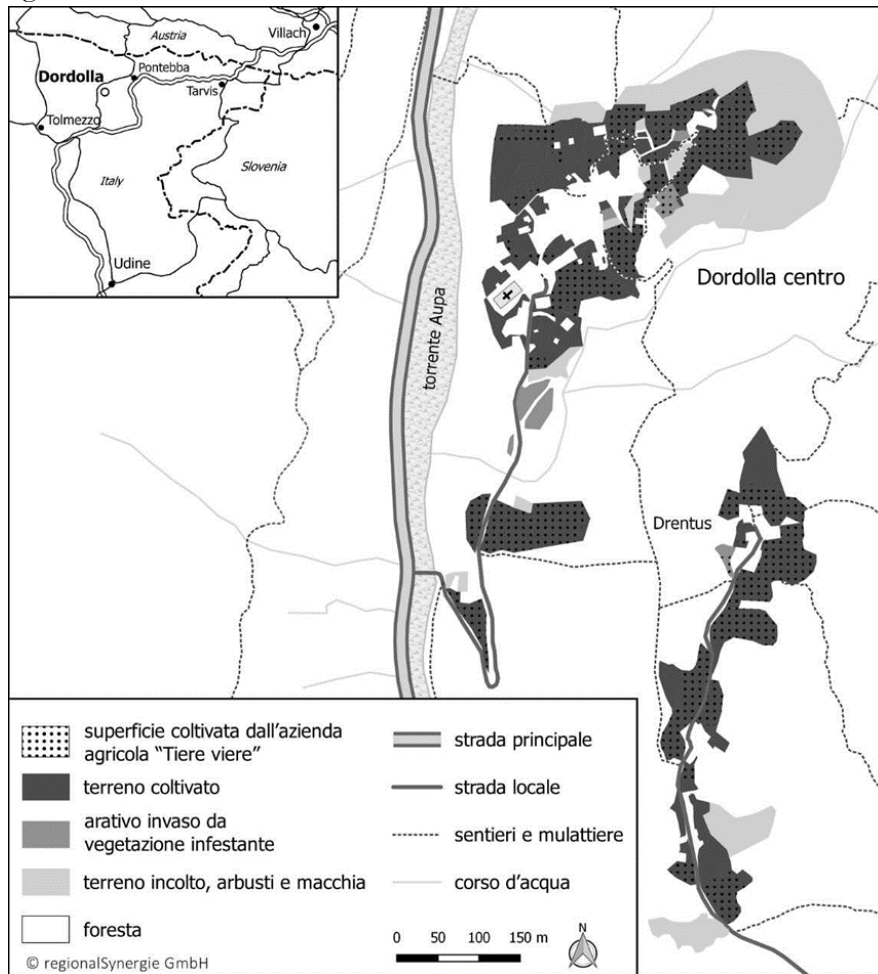 Austria
Villach
Dordolla
Pontebba
Tarvis
Tolmezzo
Italy
Slovenia
Udine
torrente Aupa
Dordolla centro
Drentus
superficie coltivata dall'azienda
agricola "Tiere viere"
terreno coltivato
arativo invaso da
vegetazione infestante
terreno incolto, arbusti e macchia
foresta
strada principale
strada locale
sentieri e mulattiere
corso d'acqua
0 50 100 150 m
N
© regionalSynergie GmbH